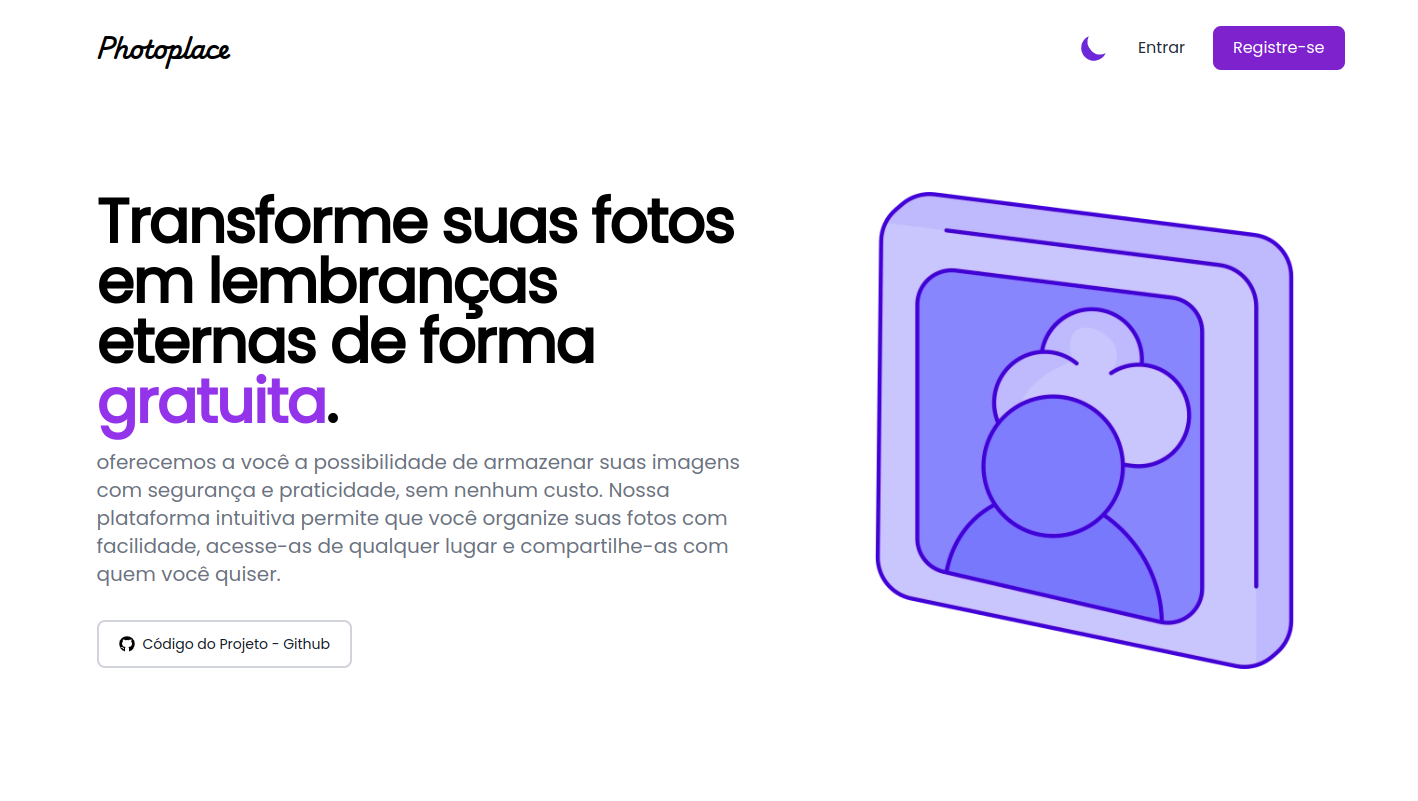 Photoplace
Entrar
Registre-se
Transforme suas fotos
em lembranças
eternas de forma
gratuita.
oferecemos a você a possibilidade de armazenar suas imagens
com segurança e praticidade, sem nenhum custo. Nossa
plataforma intuitiva permite que você organize suas fotos com
facilidade, acesse-as de qualquer lugar e compartilhe-as com
quem você quiser.
Código do Projeto - Github